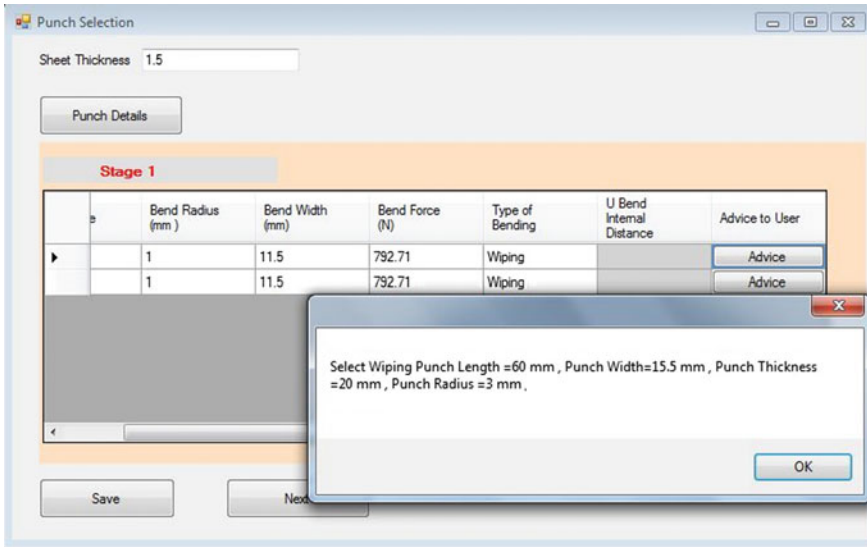 Punch Selection
Sheet Thickness 1.5
Punch Details
Stage 1
e Bend Radius (mm ) Bend Width (mm) Bend Force (N) Type of Bending U Bend Internal Distance Advice to User
1 11.5 792.71 Wiping Advice
1 11.5 792.71 Wiping Advice
Select Wiping Punch Length =60 mm , Punch Width=15.5 mm , Punch Thickness
=20 mm , Punch Radius =3 mm .
OK
Save Next